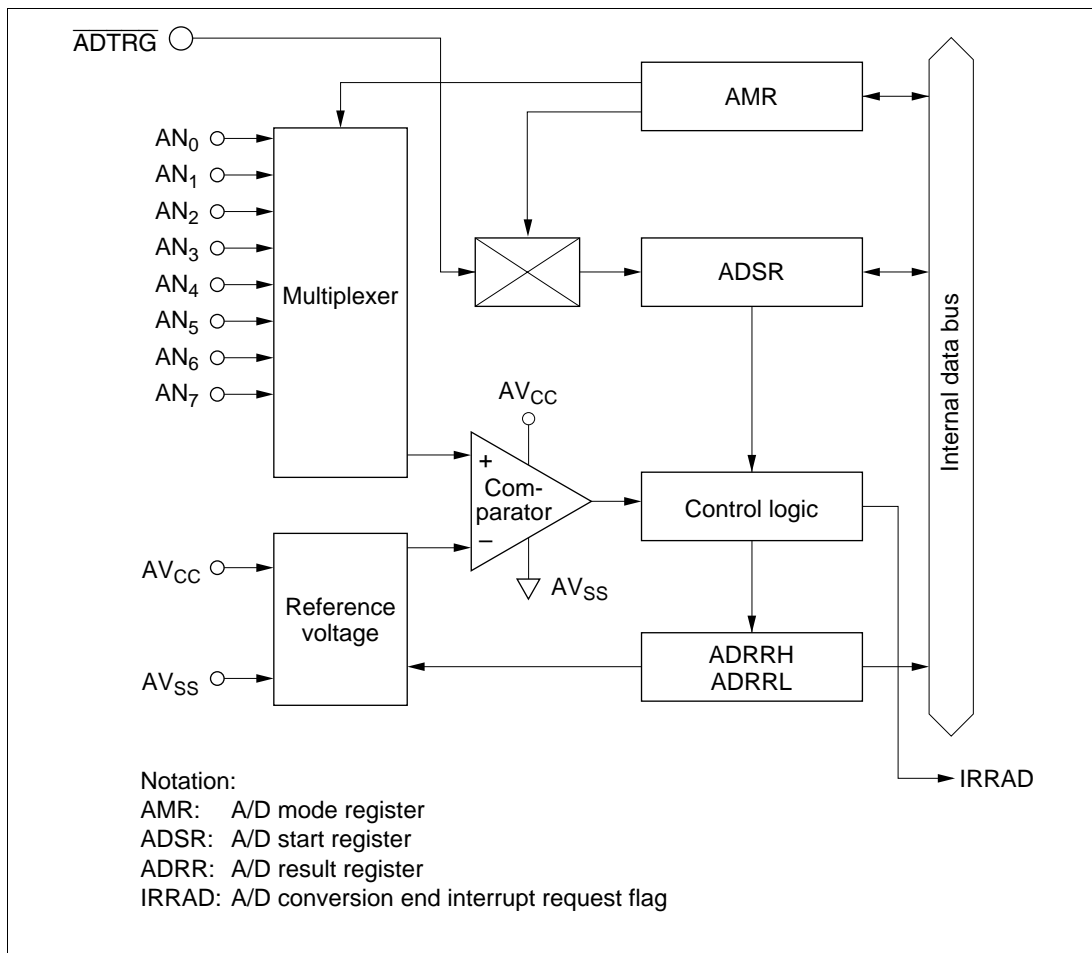 ADTRG
AMR
AN0
AN1
AN2
AN3
AN4
AN5
AN6
AN7
Multiplexer
ADSR
Internal data bus
AVCC
+
Com-
parator
−
AVSS
Control logic
AVCC
AVSS
Reference
voltage
ADRRH
ADRRL
IRRAD
Notation:
AMR: A/D mode register
ADSR: A/D start register
ADRR: A/D result register
IRRAD: A/D conversion end interrupt request flag